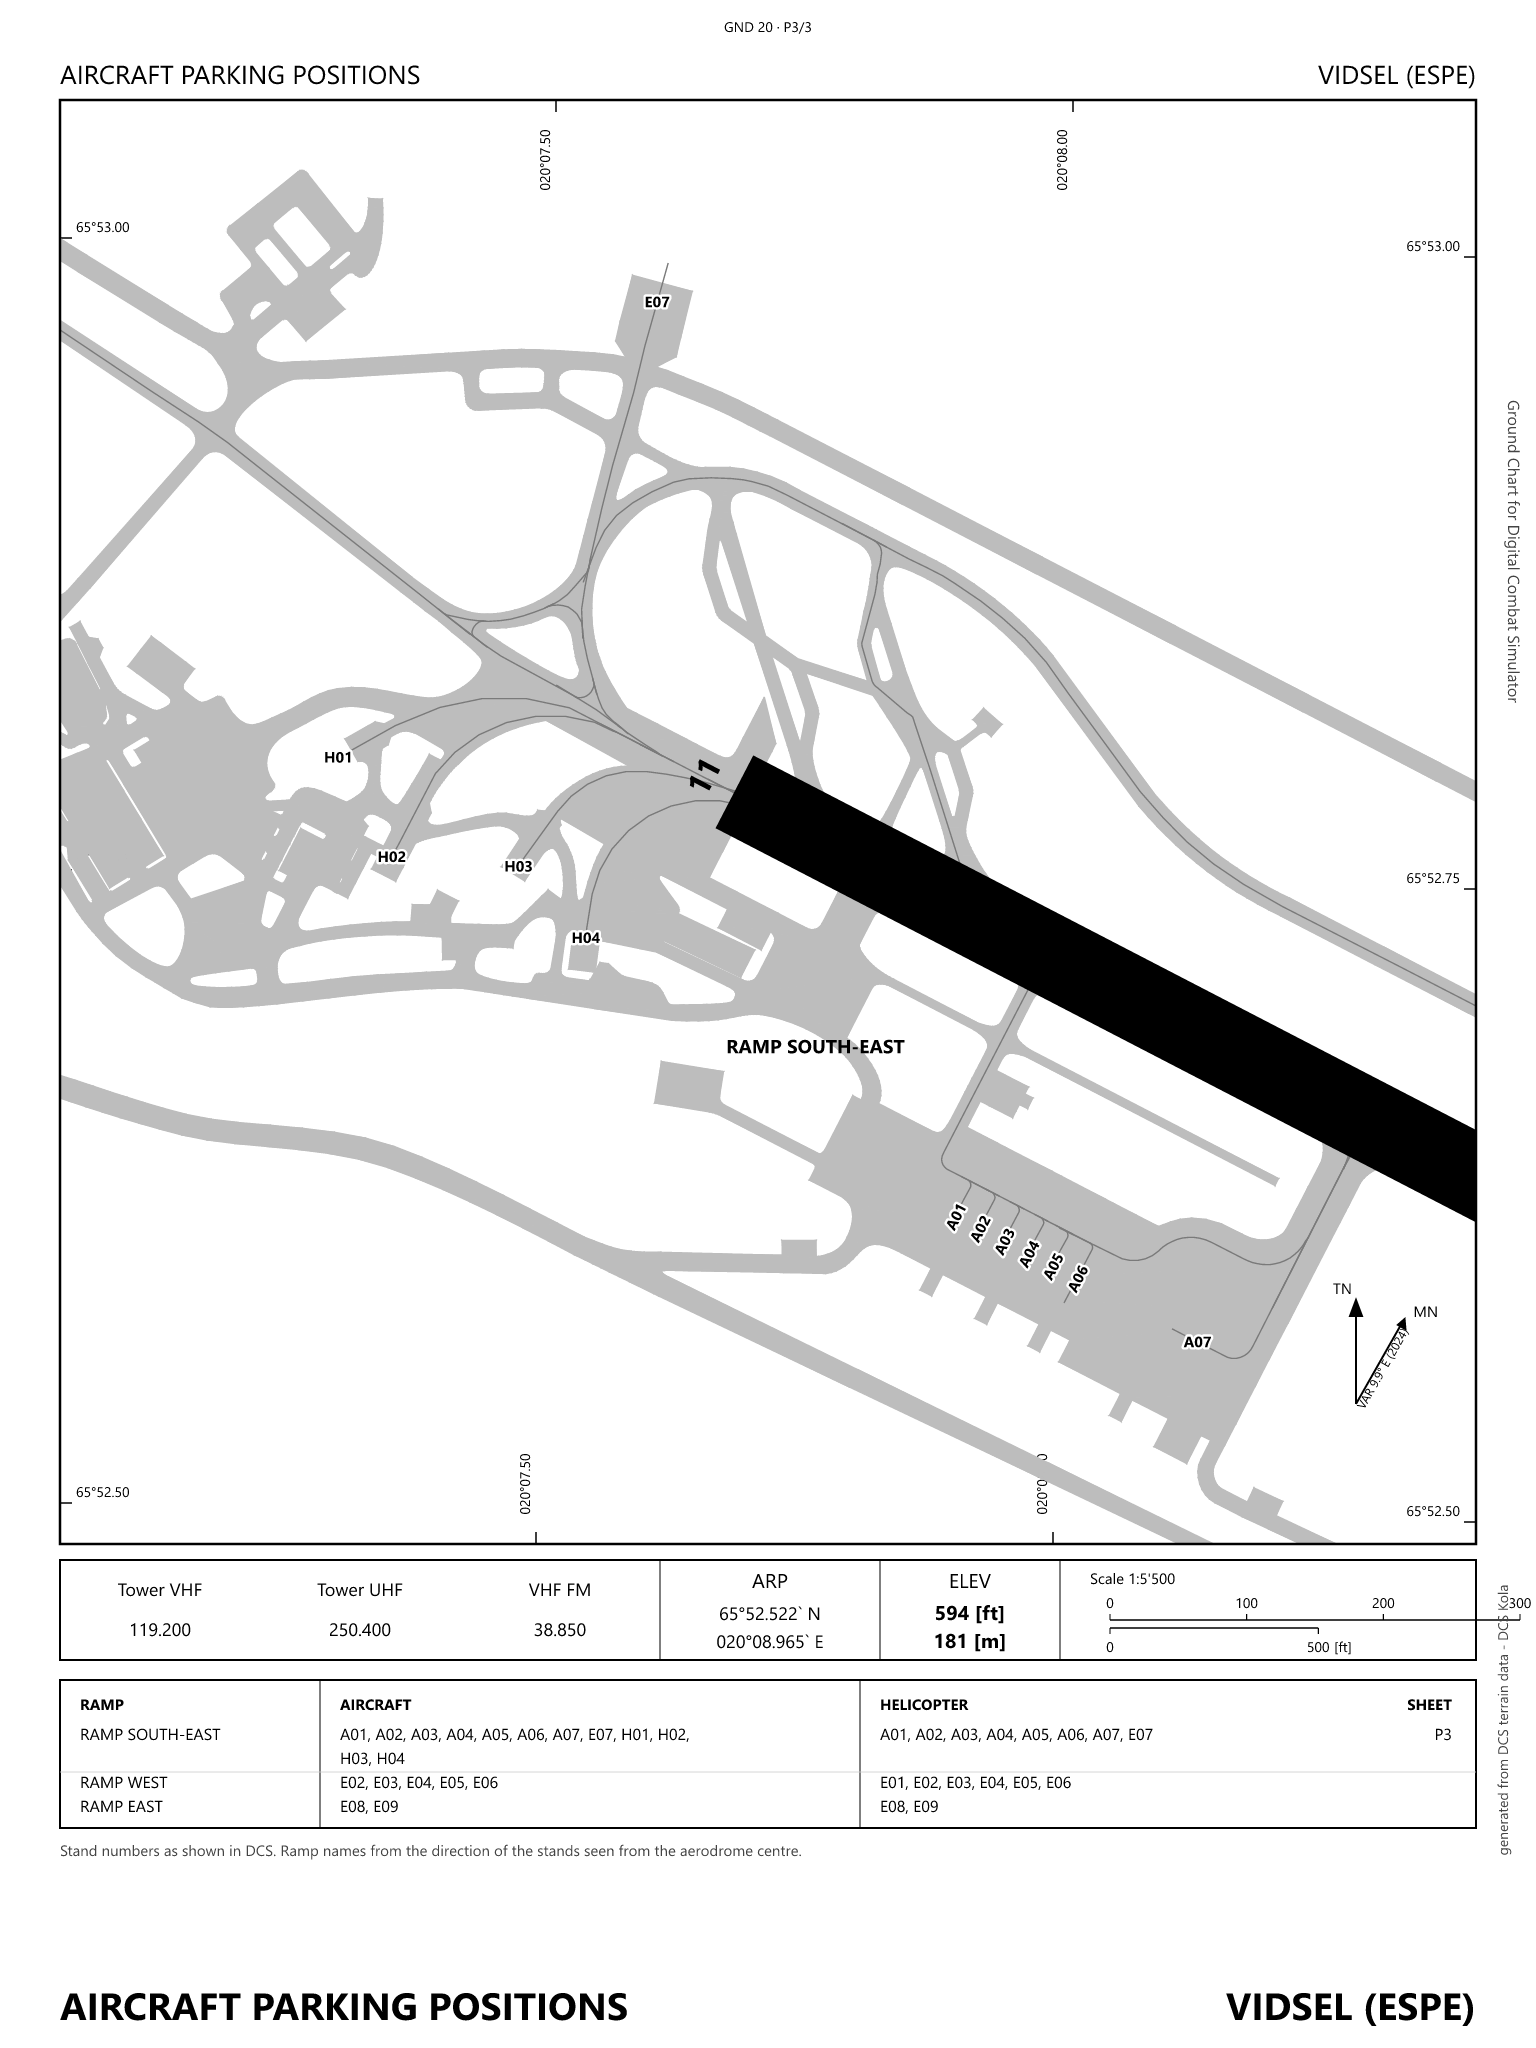 GND 20 · P3/3
AIRCRAFT PARKING POSITIONS
VIDSEL (ESPE)
020°07.50
020°08.00
65°53.00
65°53.00
E07
Ground Chart for Digital Combat Simulator
H01
11
H02
H03
65°52.75
H04
RAMP SOUTH-EAST
A01
A02
A03
A04
A05
A06
A07
TN
MN
VAR 9.9° E (2024)
020°07.50
65°52.50
65°52.50
Tower VHF
119.200
Tower UHF
250.400
VHF FM
38.850
ARP
65°52.522` N
020°08.965` E
ELEV
594 [ft]
181 [m]
Scale 1:5'500
0 100 200 300
0 500 [ft]
generated from DCS terrain data - DCS Kola
RAMP AIRCRAFT HELICOPTER SHEET
RAMP SOUTH-EAST A01, A02, A03, A04, A05, A06, A07, E07, H01, H02, A01, A02, A03, A04, A05, A06, A07, E07 P3
H03, H04
RAMP WEST E02, E03, E04, E05, E06 E01, E02, E03, E04, E05, E06
RAMP EAST E08, E09 E08, E09
Stand numbers as shown in DCS. Ramp names from the direction of the stands seen from the aerodrome centre.
AIRCRAFT PARKING POSITIONS
VIDSEL (ESPE)